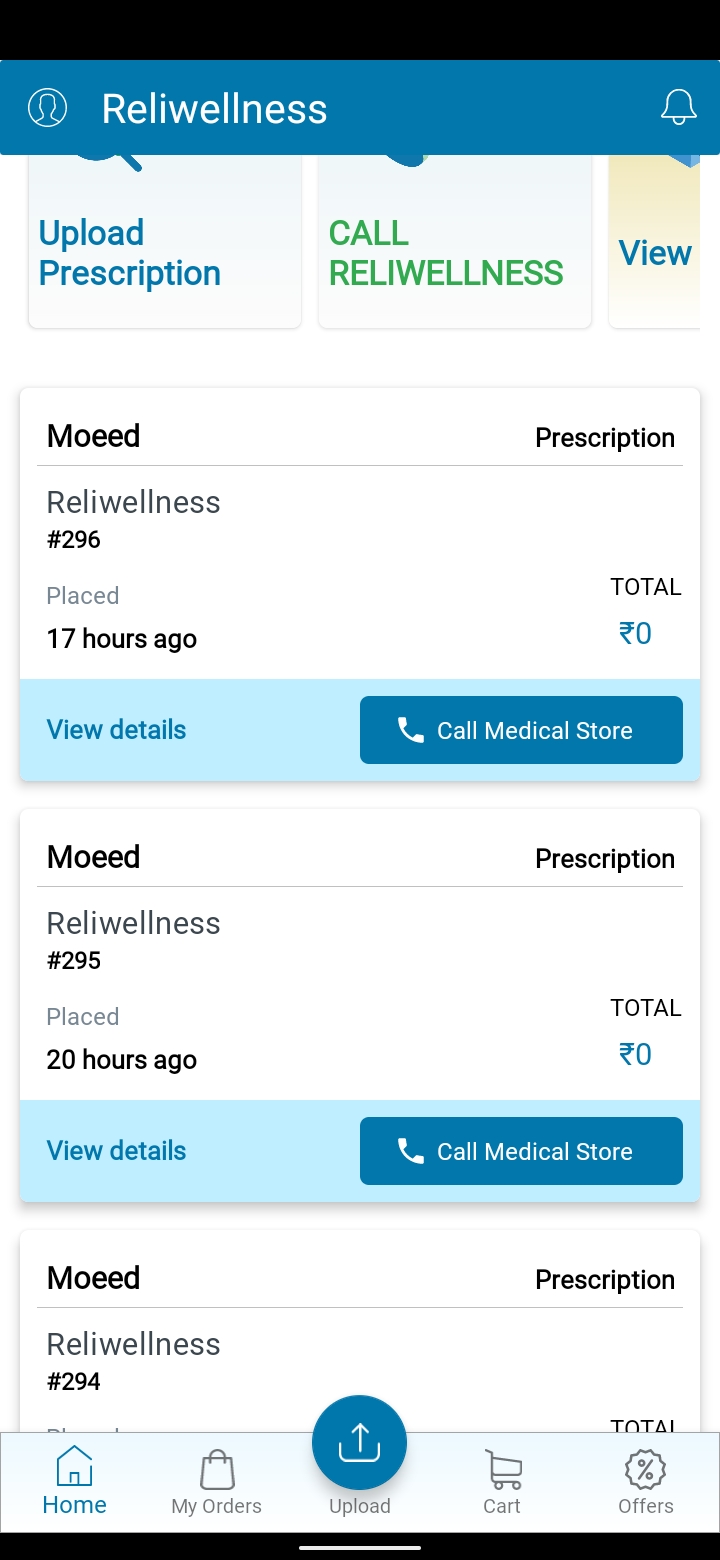 Reliwellness
Upload
Prescription
CALL
RELIWELLNESS
View
Moeed
Prescription
Reliwellness
#296
Placed
TOTAL
17 hours ago
₹0
View details
Call Medical Store
Moeed
Prescription
Reliwellness
#295
Placed
TOTAL
20 hours ago
₹0
View details
Call Medical Store
Moeed
Prescription
Reliwellness
#294
Placed
TOTAL
Home
My Orders
Upload
Cart
Offers